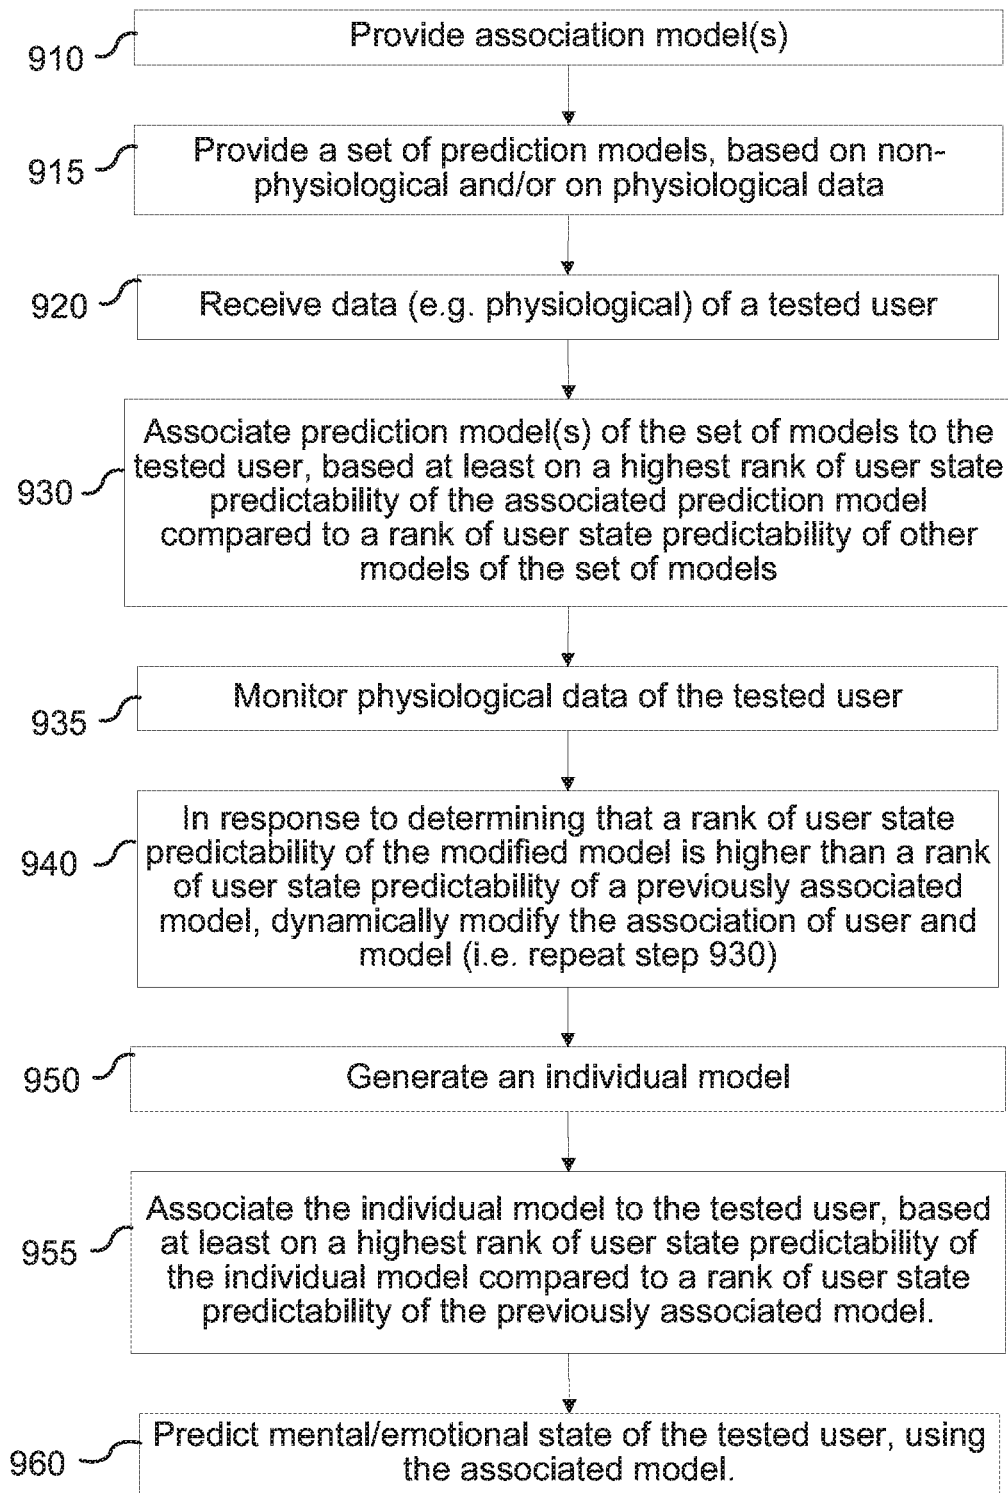 910
Provide association model(s)
915
Provide a set of prediction models, based on non-
physiological and/or on physiological data
920
Receive data (e.g. physiological) of a tested user
930
Associate prediction model(s) of the set of models to the
tested user, based at least on a highest rank of user state
predictability of the associated prediction model
compared to a rank of user state predictability of other
models of the set of models
935
Monitor physiological data of the tested user
940
In response to determining that a rank of user state
predictability of the modified model is higher than a rank
of user state predictability of a previously associated
model, dynamically modify the association of user and
model (i.e. repeat step 930)
950
Generate an individual model
955
Associate the individual model to the tested user, based
at least on a highest rank of user state predictability of
the individual model compared to a rank of user state
predictability of the previously associated model.
960
Predict mental/emotional state of the tested user, using
the associated model.